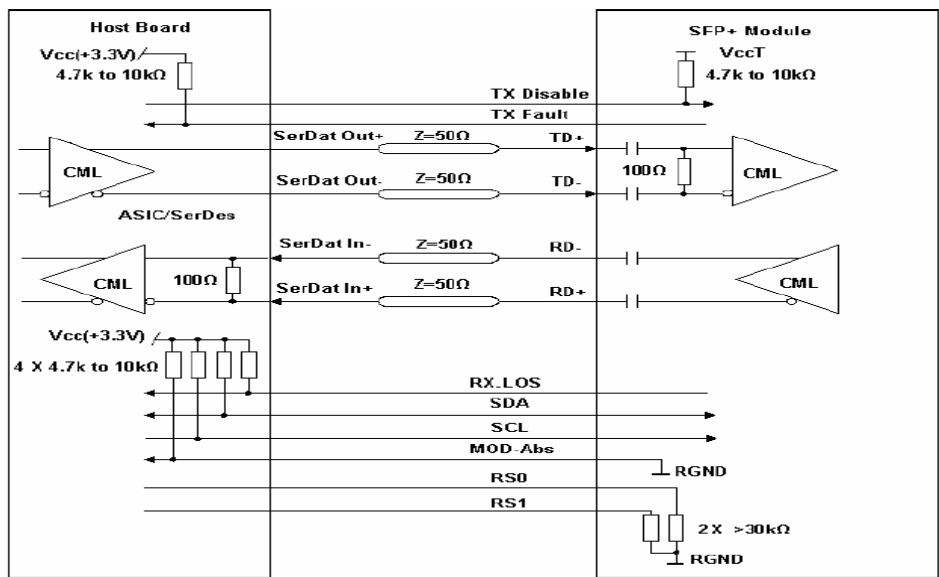 Host Board
SFP+ Module
Vcc(+3.3V)
4.7k to 10kΩ
VccT
4.7k to 10kΩ
TX Disable
TX Fault
SerDat Out+
Z=50Ω
TD+
CML
100Ω
CML
SerDat Out-
Z=50Ω
TD-
ASIC/SerDes
SerDat In-
Z=50Ω
RD-
CML
100Ω
CML
SerDat In+
Z=50Ω
RD+
Vcc(+3.3V)
4 X 4.7k to 10kΩ
RX_LOS
SDA
SCL
MOD-Abs
RGND
RS0
RS1
2X >30kΩ
RGND